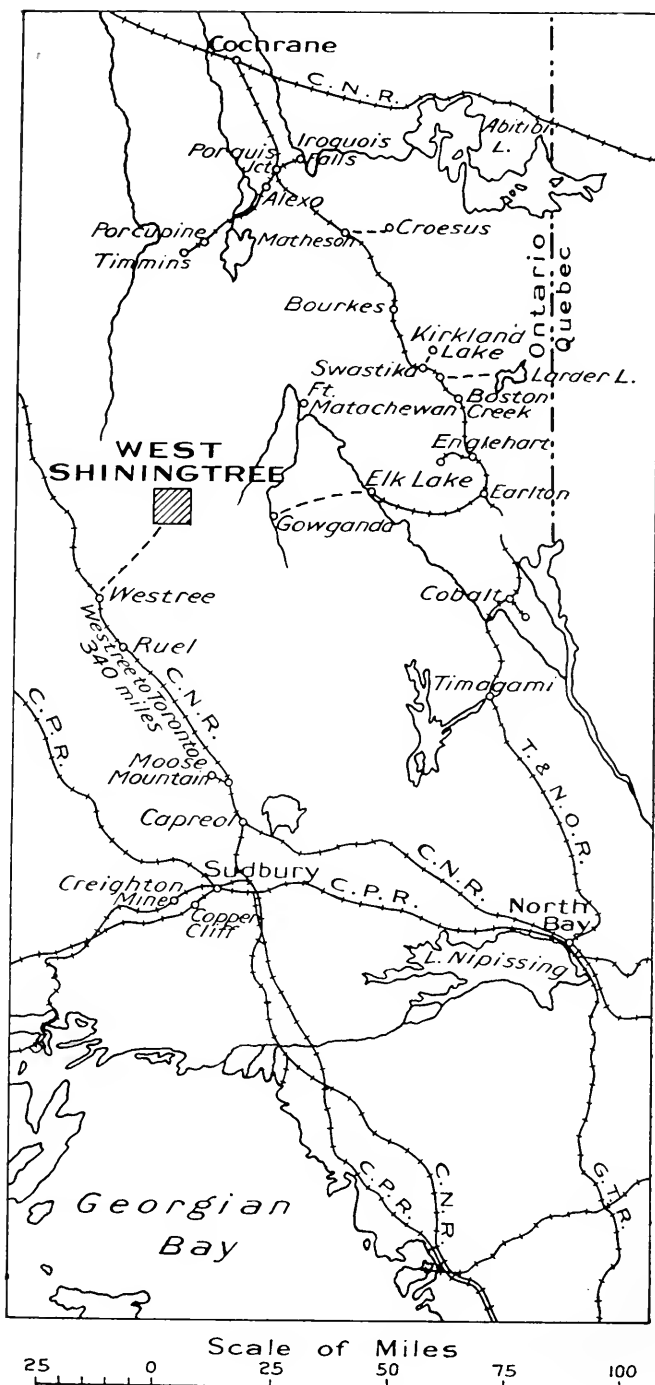 Cochrane
C.N.R.
Abitibi
L.
Iroquois
Falls
Porquis
Jct.
Alexo
Porcupine
Timmins
Matheson
Croesus
Ontario
Quebec
Bourkes
Kirkland
Lake
Swastika
Larder L.
Boston
Creek
Ft.
Matachewan
WEST
SHININGTREE
Englehart
Elk Lake
Earlton
Gowganda
Westree
Cobalt
Ruel
Westree to Toronto
340 miles
C.N.R.
C.P.R.
Timagami
T. & N.O.R.
Moose
Mountain
Capreol
Sudbury
C.N.R.
C.P.R.
Creighton
Mine
Copper
Cliff
North
Bay
L. Nipissing
Georgian
Bay
C.P.R.
C.N.R.
G.T.R.
Scale of Miles
25 0 25 50 75 100